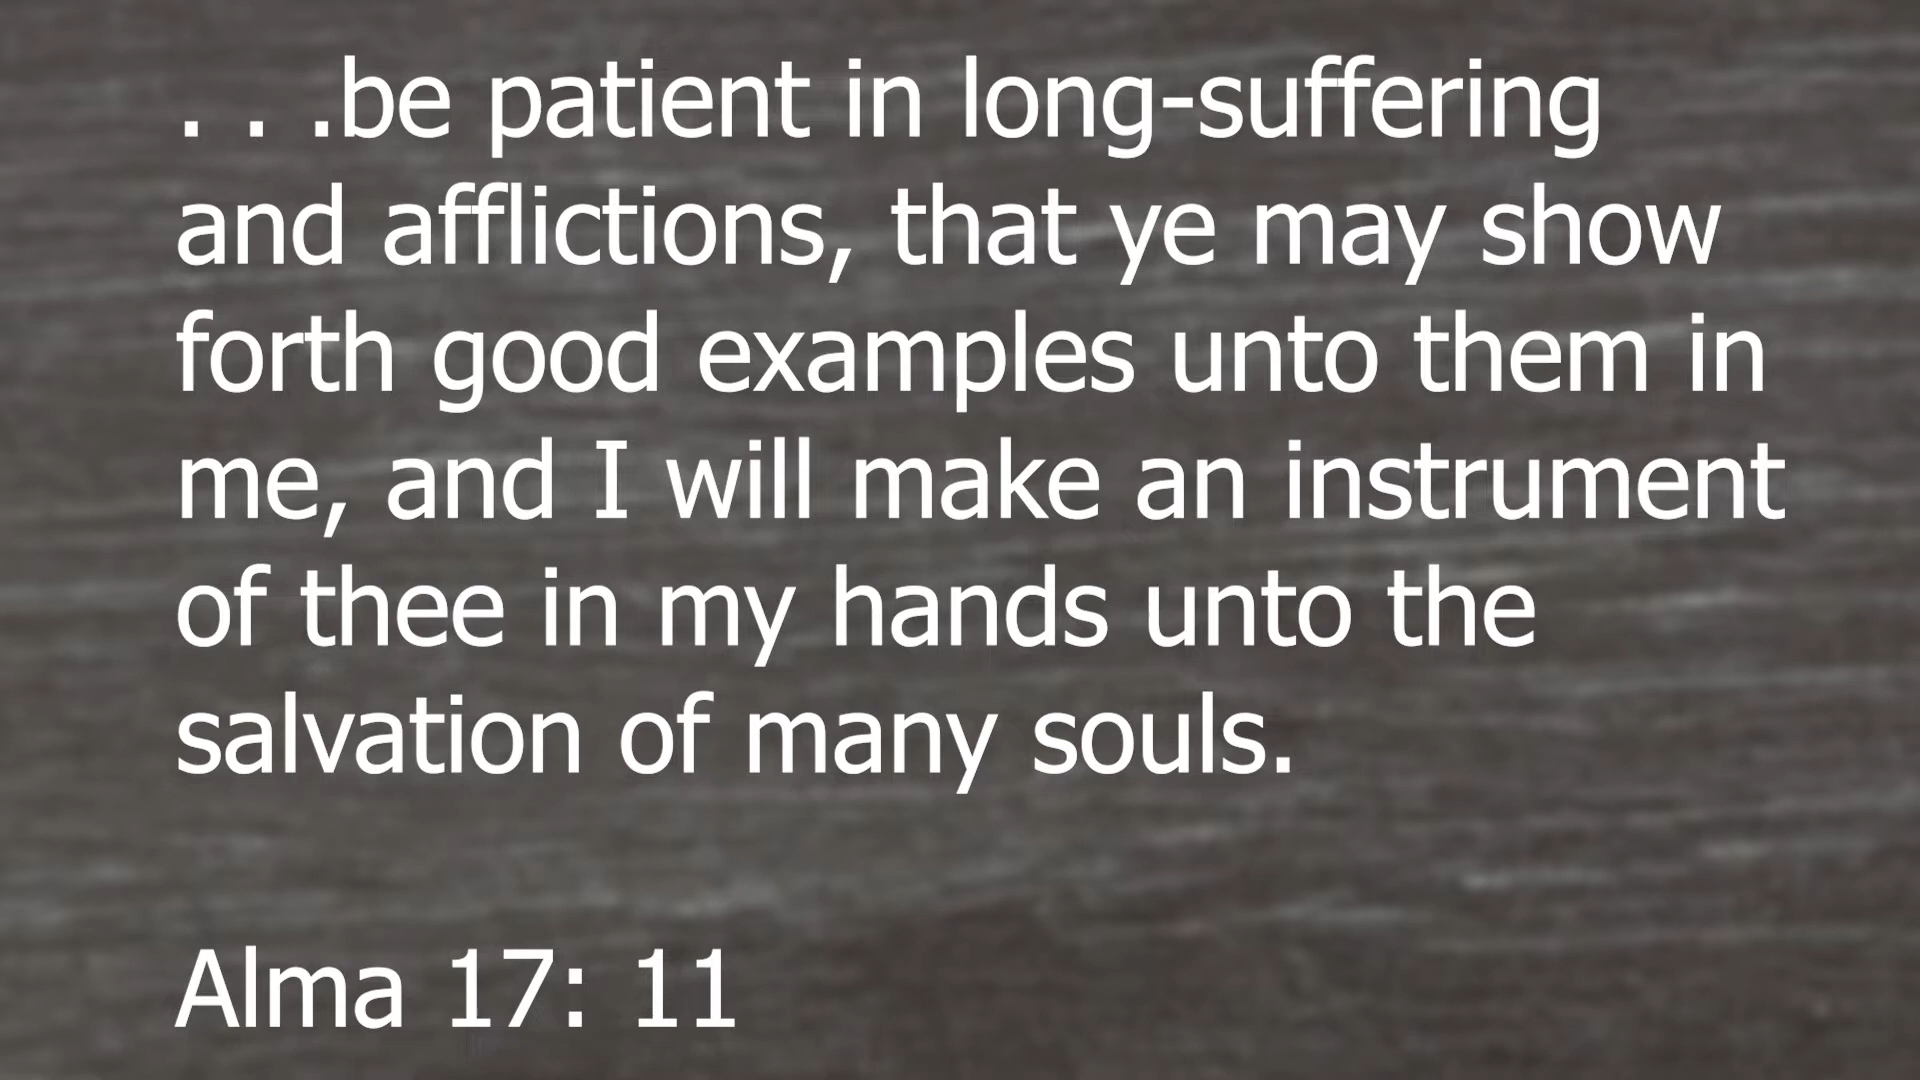 . . .be patient in long-suffering
and afflictions, that ye may show
forth good examples unto them in
me, and I will make an instrument
of thee in my hands unto the
salvation of many souls.
Alma 17: 11